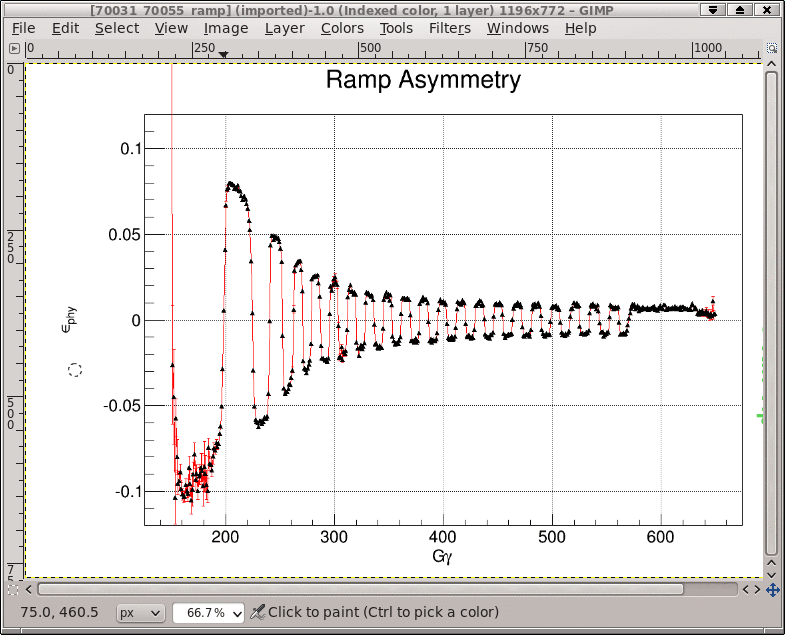 [70031 70055 ramp] (imported)-1.0 (Indexed color, 1 layer) 1196x772 – GIMP
File Edit Select View Image Layer Colors Tools Filters Windows Help
0 250 500 750 1000
0
250
500
75
Ramp Asymmetry
0.1
0.05
0
-0.05
-0.1
ϵphy
200 300 400 500 600
Gγ
75.0, 460.5 px 66.7% Click to paint (Ctrl to pick a color)